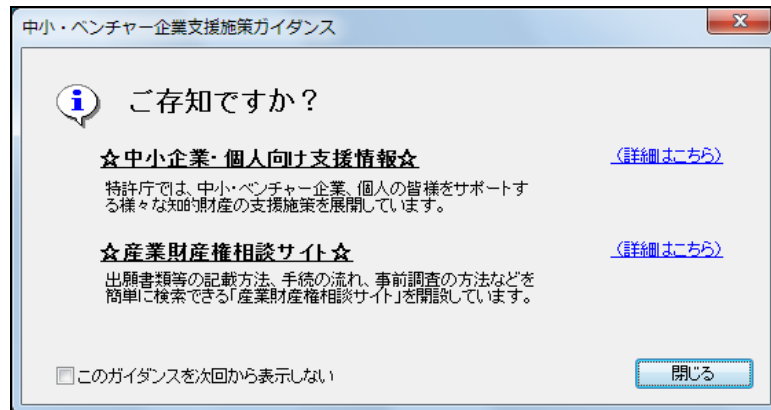 中小・ベンチャー企業支援施策ガイダンス
ご存知ですか？
☆中小企業・個人向け支援情報☆
（詳細はこちら）
特許庁では、中小・ベンチャー企業、個人の皆様をサポートす
る様々な知的財産の支援施策を展開しています。
☆産業財産権相談サイト☆
（詳細はこちら）
出願書類等の記載方法、手続の流れ、事前調査の方法などを
簡単に検索できる「産業財産権相談サイト」を開設しています。
このガイダンスを次回から表示しない
閉じる